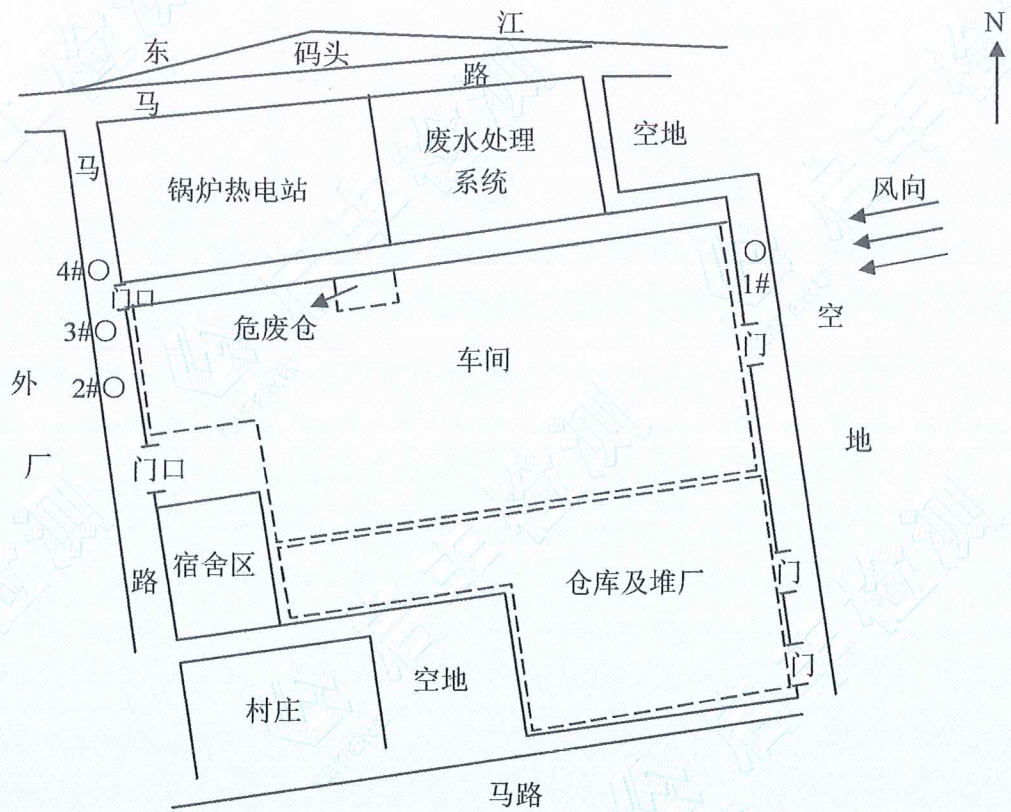 N
东
码头
江
马
路
马
锅炉热电站
废水处理
系统
空地
风向
4#
门口
3#
2#
危废仓
车间
1#
门
空
地
外
厂
门口
宿舍区
路
仓库及堆厂
门
门
村庄
空地
马路